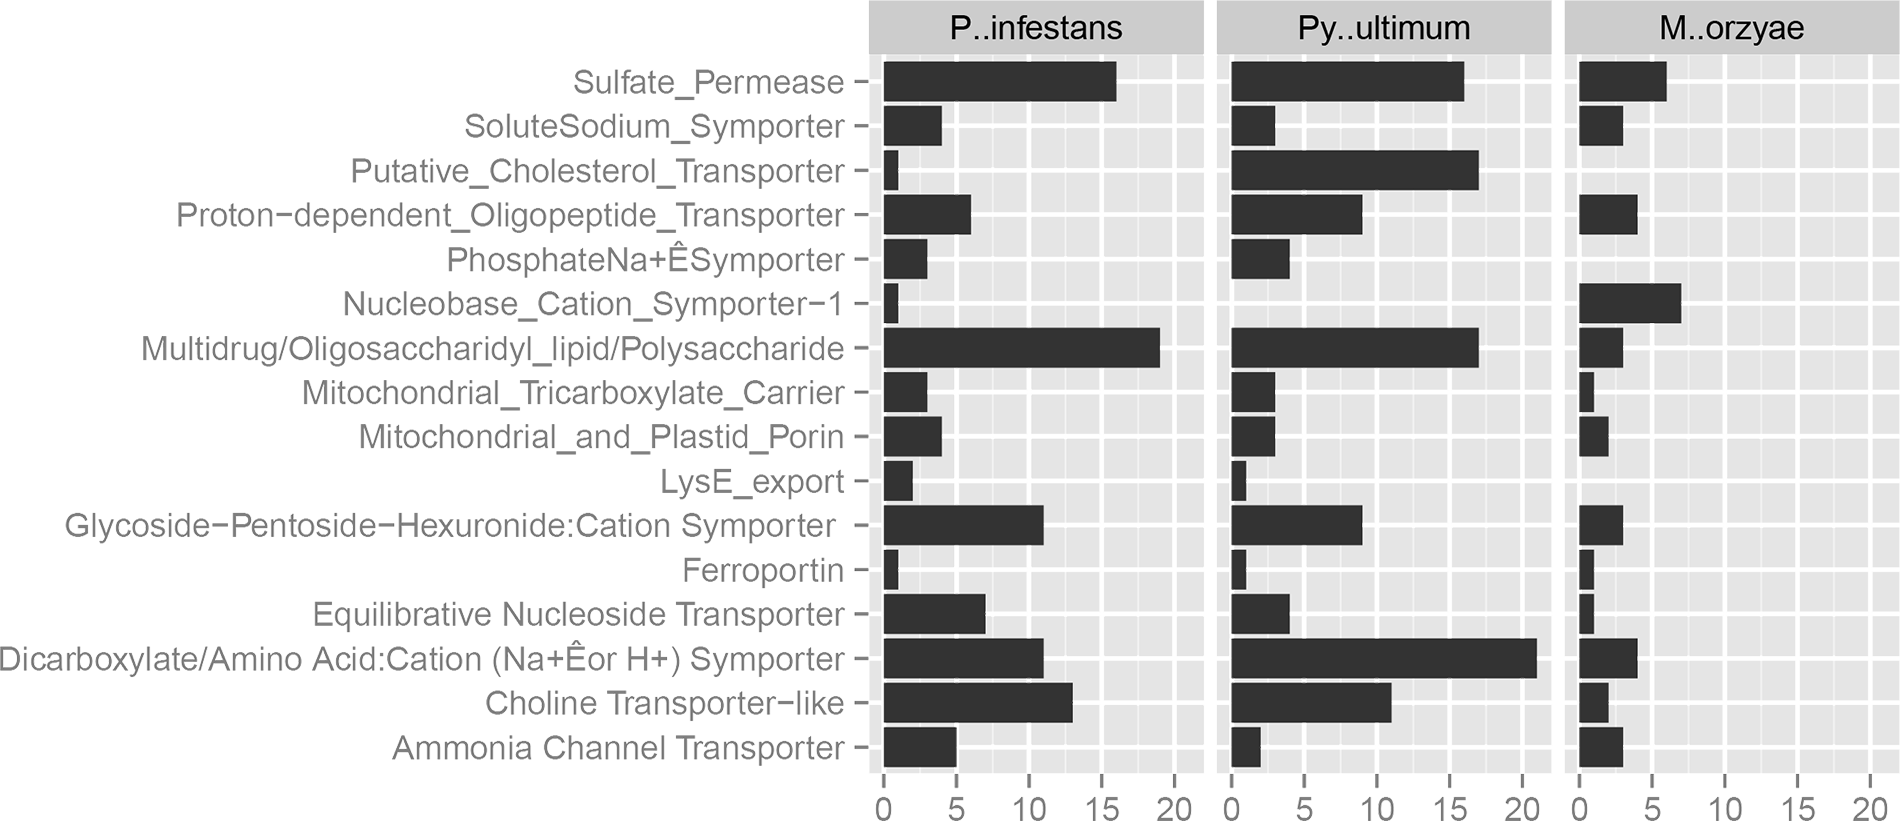 P..infestans Py..ultimum M..orzyae
Sulfate_Permease
SoluteSodium_Symporter
Putative_Cholesterol_Transporter
Proton−dependent_Oligopeptide_Transporter
PhosphateNa+ÊSymporter
Nucleobase_Cation_Symporter−1
Multidrug/Oligosaccharidyl_lipid/Polysaccharide
Mitochondrial_Tricarboxylate_Carrier
Mitochondrial_and_Plastid_Porin
LysE_export
Glycoside−Pentoside−Hexuronide:Cation Symporter
Ferroportin
Equilibrative Nucleoside Transporter
Dicarboxylate/Amino Acid:Cation (Na+Êor H+) Symporter
Choline Transporter−like
Ammonia Channel Transporter
0 5 10 15 20 0 5 10 15 20 0 5 10 15 20